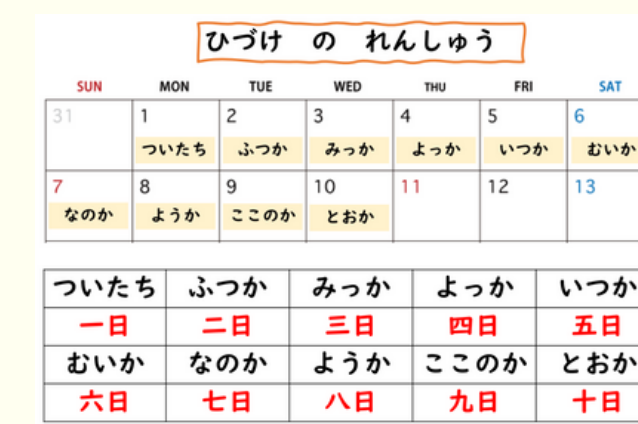 ひづけ の れんしゅう
SUN MON TUE WED THU FRI SAT
31 1 2 3 4 5 6
ついたち ふつか みっか よっか いつか むいか
7 8 9 10 11 12 13
なのか ようか ここのか とおか
ついたち ふつか みっか よっか いつか
一日 二日 三日 四日 五日
むいか なのか ようか ここのか とおか
六日 七日 八日 九日 十日